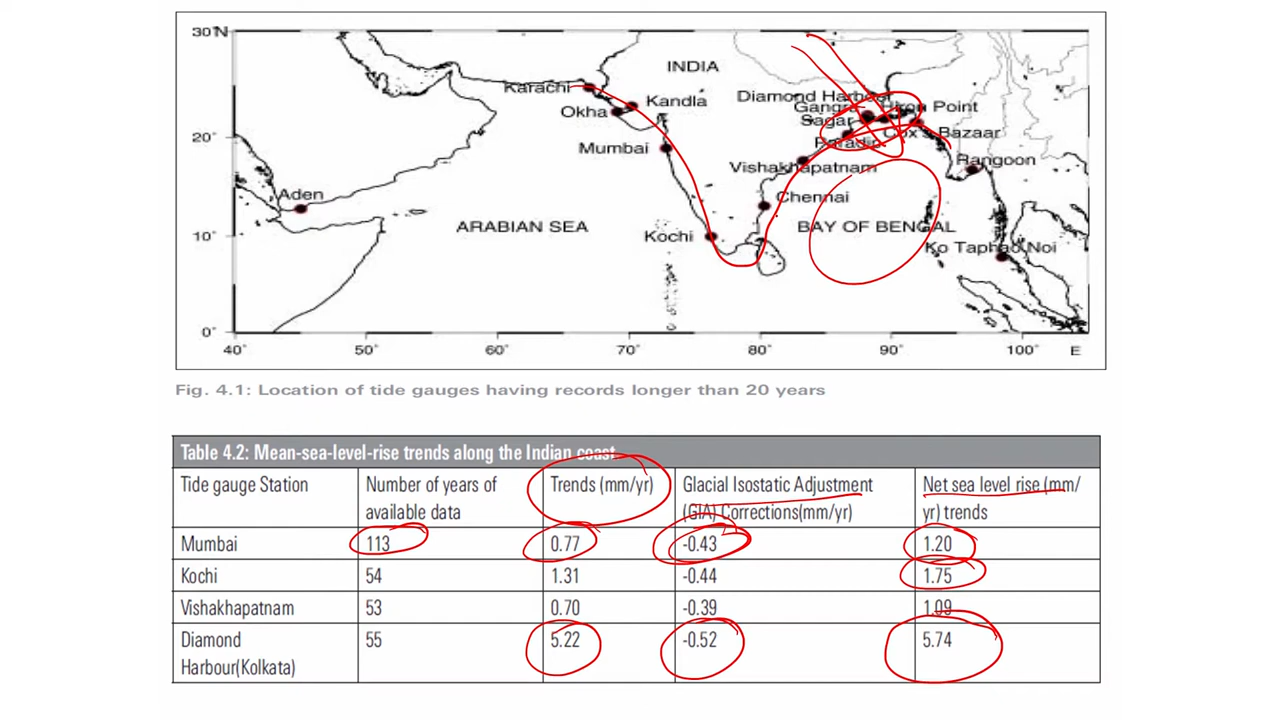 30°N
INDIA
Karachi
Diamond Harbour
Kandla
Gangra
Hiron Point
Okha
Sagar
20°
Cox's Bazaar
Paradip
Mumbai
Rangoon
Vishakhapatnam
Aden
Chennai
ARABIAN SEA
BAY OF BENGAL
10°
Kochi
Ko Taphao Noi
0°
40° 50° 60° 70° 80° 90° 100° E
Fig. 4.1: Location of tide gauges having records longer than 20 years
Table 4.2: Mean-sea-level-rise trends along the Indian coast
Tide gauge Station Number of years of available data Trends (mm/yr) Glacial Isostatic Adjustment (GIA) Corrections(mm/yr) Net sea level rise (mm/yr) trends
Mumbai 113 0.77 -0.43 1.20
Kochi 54 1.31 -0.44 1.75
Vishakhapatnam 53 0.70 -0.39 1.09
Diamond Harbour(Kolkata) 55 5.22 -0.52 5.74